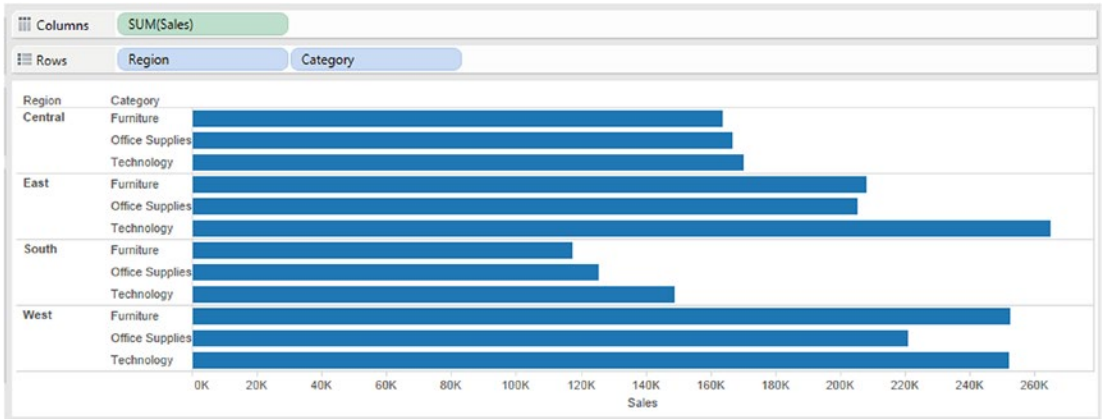 Columns SUM(Sales)
Rows Region Category
Region Category
Central Furniture
Office Supplies
Technology
East Furniture
Office Supplies
Technology
South Furniture
Office Supplies
Technology
West Furniture
Office Supplies
Technology
0K 20K 40K 60K 80K 100K 120K 140K 160K 180K 200K 220K 240K 260K
Sales